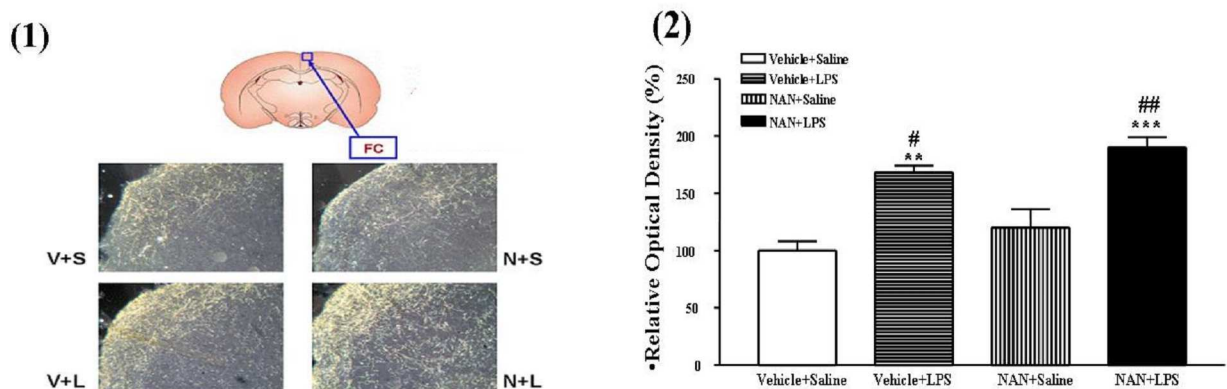 (1)
FC
V+S
N+S
V+L
N+L
(2)
Vehicle+Saline
Vehicle+LPS
NAN+Saline
NAN+LPS
•Relative Optical Density (%)
250
200
150
100
50
0
#
**
##
***
Vehicle+Saline
Vehicle+LPS
NAN+Saline
NAN+LPS